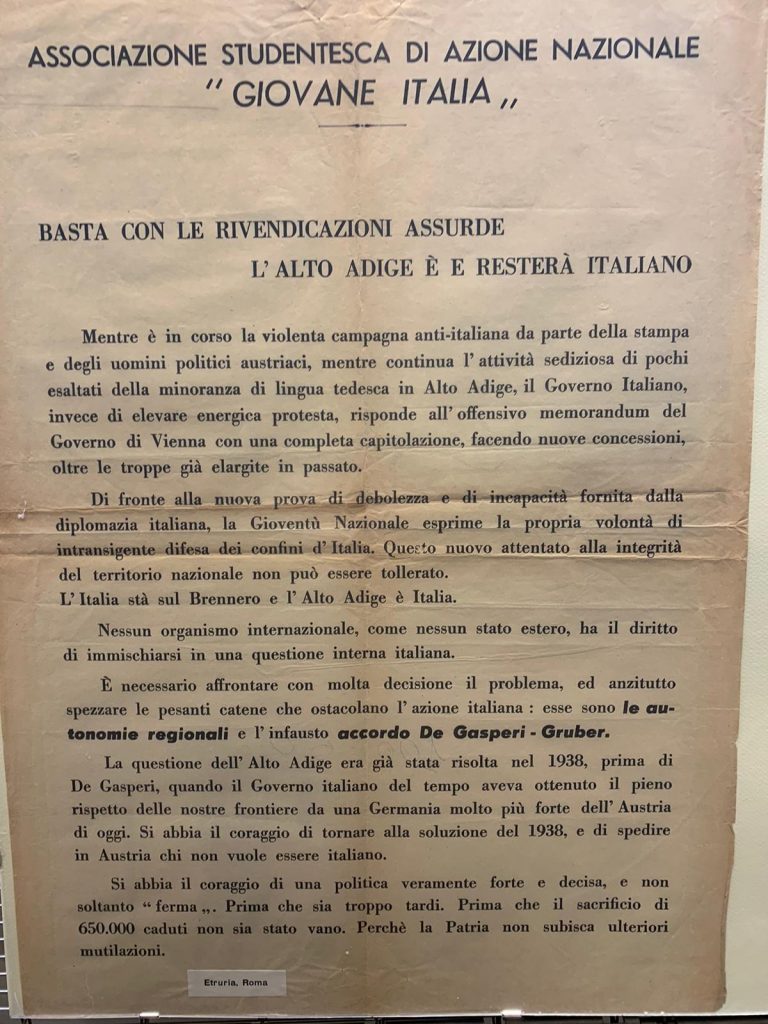 ASSOCIAZIONE STUDENTESCA DI AZIONE NAZIONALE
" GIOVANE ITALIA „
BASTA CON LE RIVENDICAZIONI ASSURDE
L' ALTO ADIGE È E RESTERÀ ITALIANO
Mentre è in corso la violenta campagna anti-italiana da parte della stampa
e degli uomini politici austriaci, mentre continua l' attività sediziosa di pochi
esaltati della minoranza di lingua tedesca in Alto Adige, il Governo Italiano,
invece di elevare energica protesta, risponde all' offensivo memorandum del
Governo di Vienna con una completa capitolazione, facendo nuove concessioni,
oltre le troppe già elargite in passato.
Di fronte alla nuova prova di debolezza e di incapacità fornita dalla
diplomazia italiana, la Gioventù Nazionale esprime la propria volontà di
intransigente difesa dei confini d' Italia. Questo nuovo attentato alla integrità
del territorio nazionale non può essere tollerato.
L' Italia stà sul Brennero e l' Alto Adige è Italia.
Nessun organismo internazionale, come nessun stato estero, ha il diritto
di immischiarsi in una questione interna italiana.
È necessario affrontare con molta decisione il problema, ed anzitutto
spezzare le pesanti catene che ostacolano l' azione italiana : esse sono le au-
tonomie regionali e l' infausto accordo De Gasperi - Gruber.
La questione dell' Alto Adige era già stata risolta nel 1938, prima di
De Gasperi, quando il Governo italiano del tempo aveva ottenuto il pieno
rispetto delle nostre frontiere da una Germania molto più forte dell' Austria
di oggi. Si abbia il coraggio di tornare alla soluzione del 1938, e di spedire
in Austria chi non vuole essere italiano.
Si abbia il coraggio di una politica veramente forte e decisa, e non
soltanto " ferma „. Prima che sia troppo tardi. Prima che il sacrificio di
650.000 caduti non sia stato vano. Perchè la Patria non subisca ulteriori
mutilazioni.
Etruria, Roma